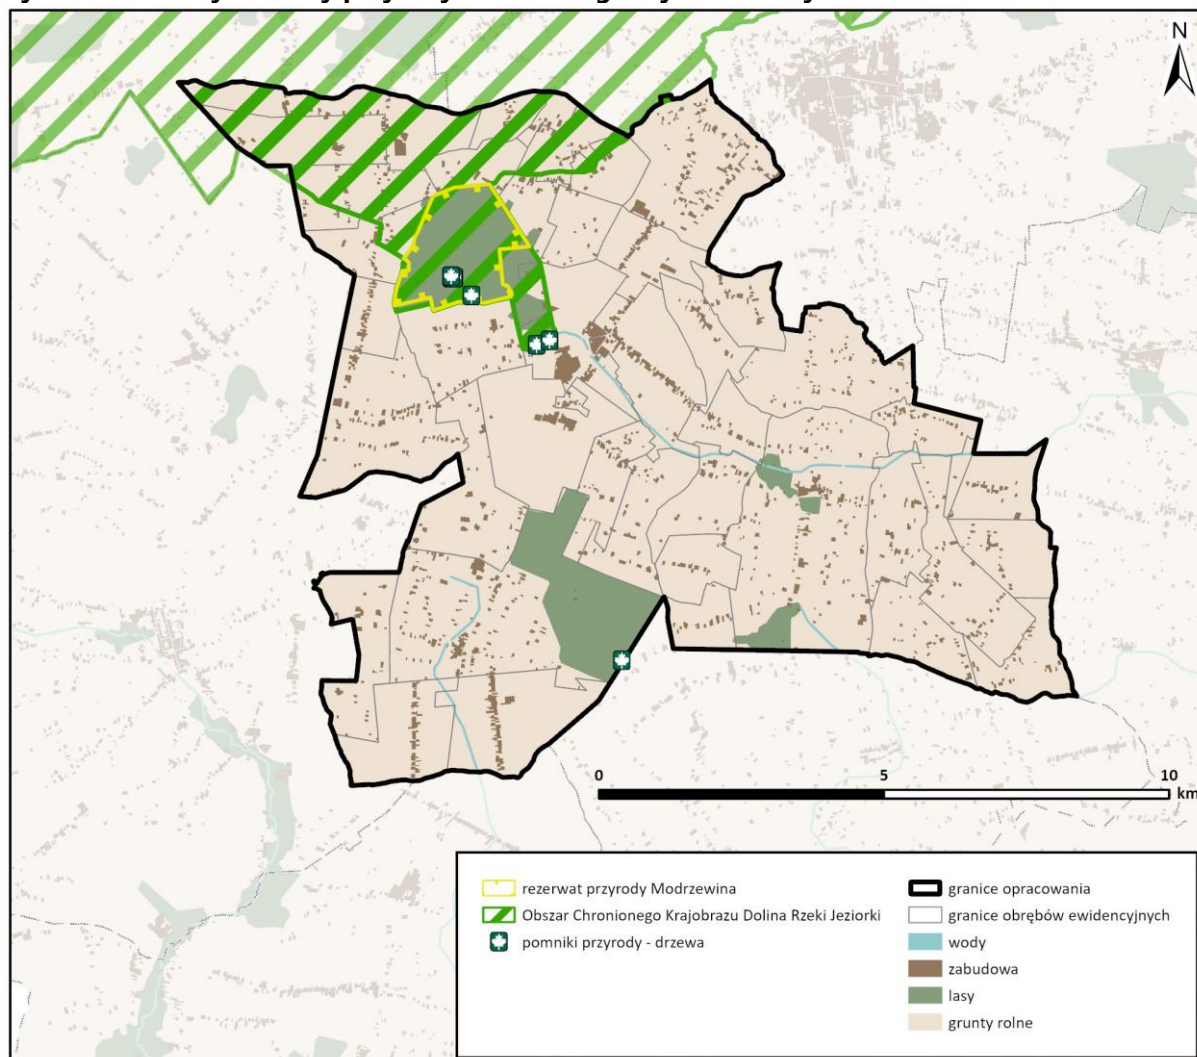 N
0 5 10
km
rezerwat przyrody Modrzewina
Obszar Chronionego Krajobrazu Dolina Rzeki Jeziorki
pomniki przyrody - drzewa
granice opracowania
granice obrębów ewidencyjnych
wody
zabudowa
lasy
grunty rolne